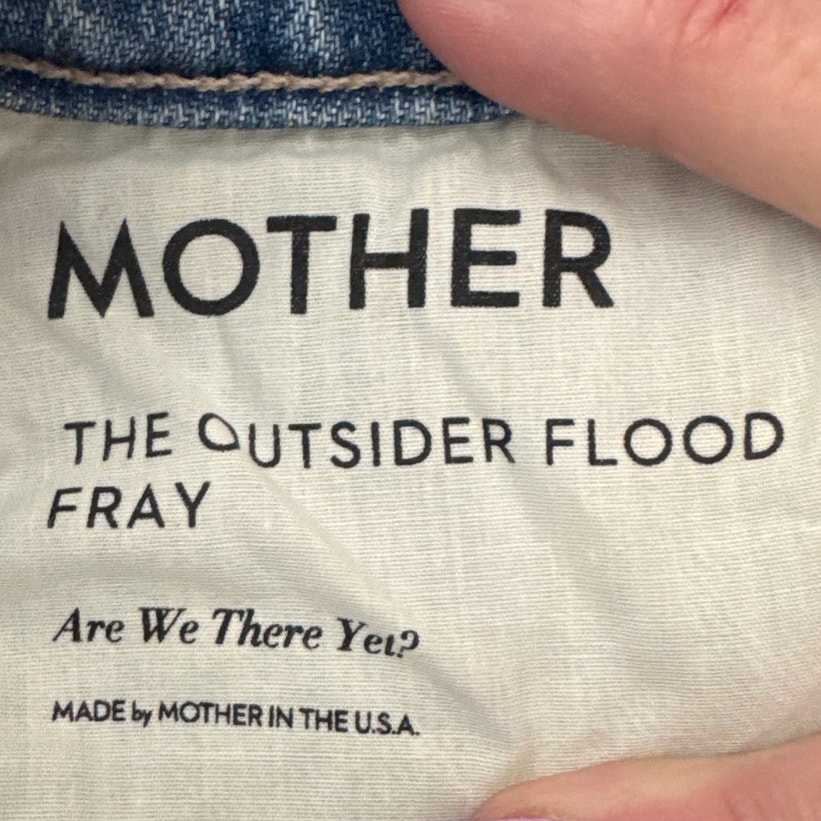 MOTHER
THE OUTSIDER FLOOD
FRAY
Are We There Yet?
MADE by MOTHER IN THE U.S.A.